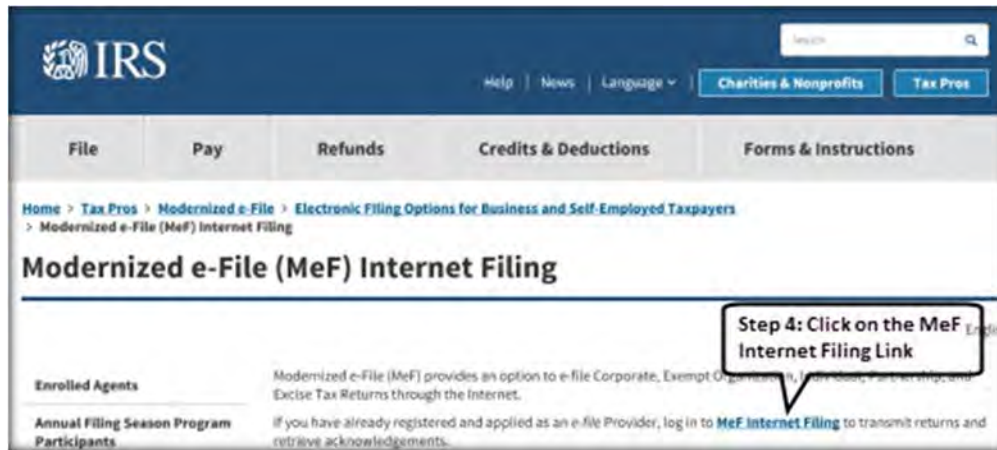 IRS
Search
Help | News | Language | Charities & Nonprofits Tax Pros
File Pay Refunds Credits & Deductions Forms & Instructions
Home > Tax Pros > Modernized e-File > Electronic Filing Options for Business and Self-Employed Taxpayers
> Modernized e-File (MeF) Internet Filing
Modernized e-File (MeF) Internet Filing
Step 4: Click on the MeF
Internet Filing Link
Enrolled Agents
Modernized e-File (MeF) provides an option to e-file Corporate, Exempt Organization, Individual, Partnership, and
Excise Tax Returns through the Internet.
Annual Filing Season Program
Participants
If you have already registered and applied as an e-file Provider, log in to MeF Internet Filing to transmit returns and
retrieve acknowledgements.